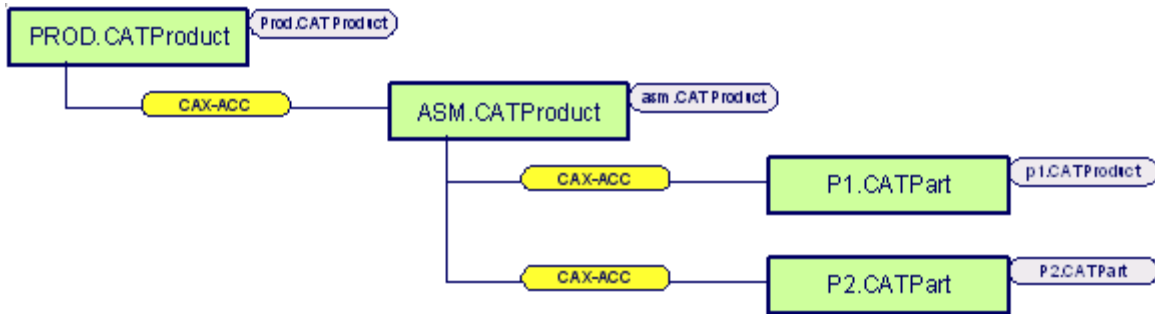 PROD.CATProduct
Prod.CATProduct
CAX-ACC
ASM.CATProduct
asm.CATProduct
CAX-ACC
P1.CATPart
p1.CATProduct
CAX-ACC
P2.CATPart
P2.CATPart